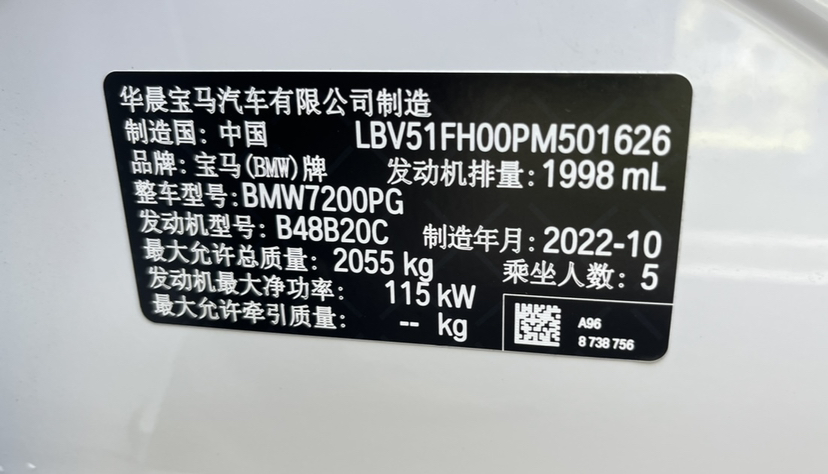 华晨宝马汽车有限公司制造
制造国: 中国 LBV51FH00PM501626
品牌: 宝马(BMW)牌 发动机排量: 1998 mL
整车型号: BMW7200PG
发动机型号: B48B20C 制造年月: 2022-10
最大允许总质量: 2055 kg 乘坐人数: 5
发动机最大净功率: 115 kW
最大允许牵引质量: -- kg
A96
8 738 756